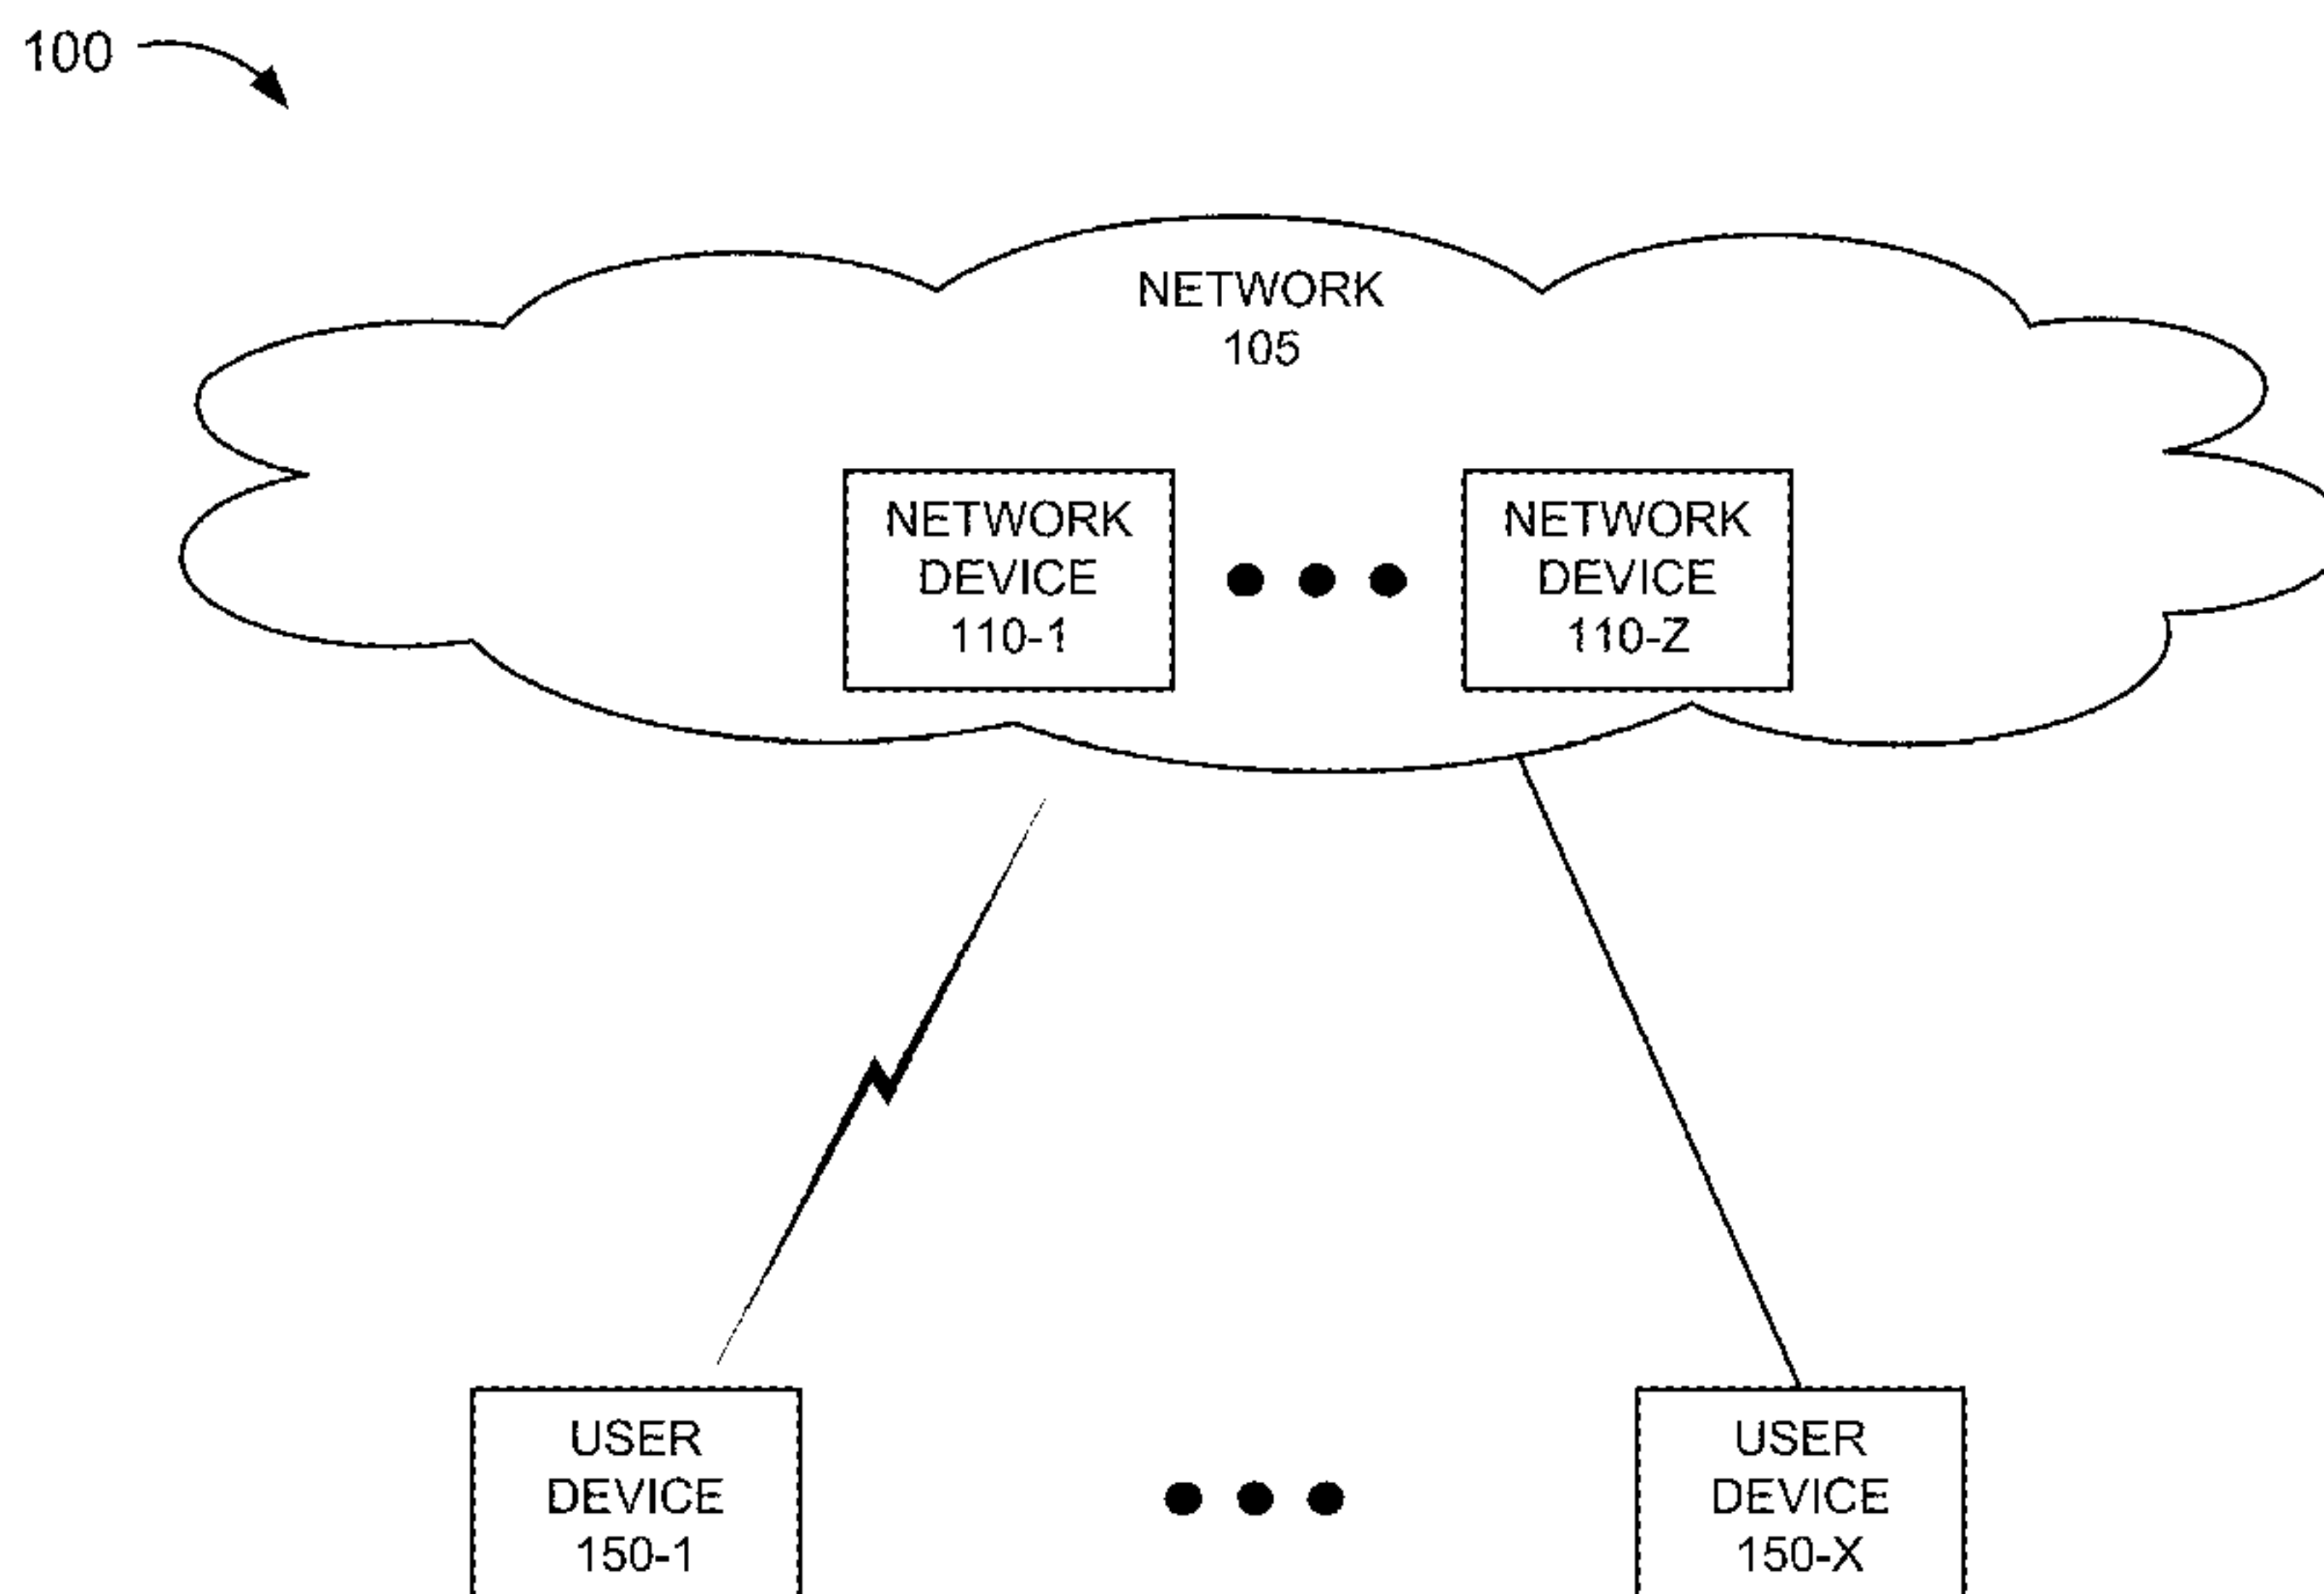 100
NETWORK
105
NETWORK
DEVICE
110-1
NETWORK
DEVICE
110-Z
USER
DEVICE
150-1
USER
DEVICE
150-X